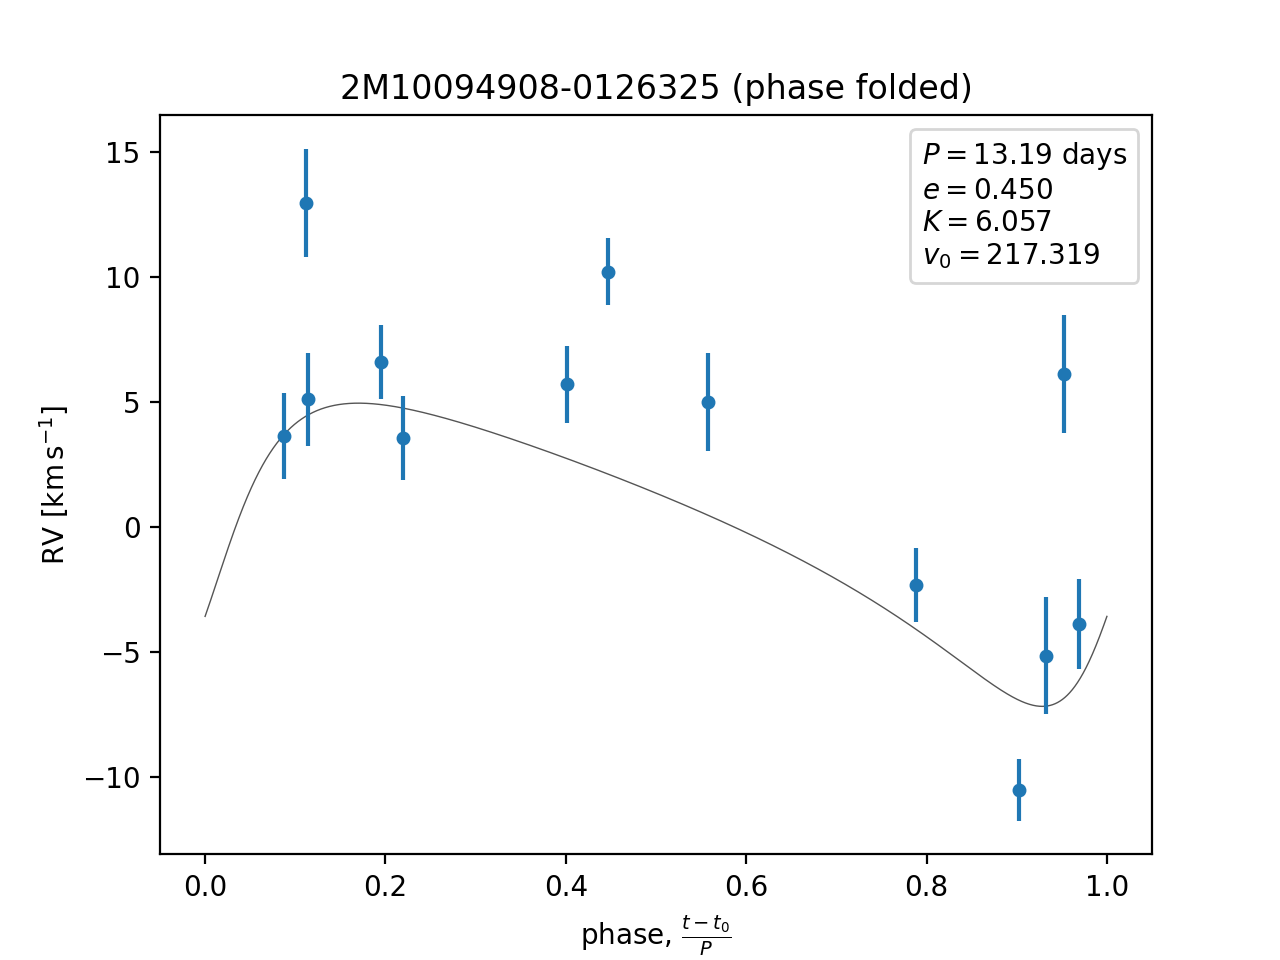 2M10094908-0126325 (phase folded)
P = 13.19 days
e = 0.450
K = 6.057
v₀ = 217.319
RV [km s⁻¹]
15
10
5
0
−5
−10
0.0 0.2 0.4 0.6 0.8 1.0
phase, (t − t₀)/P